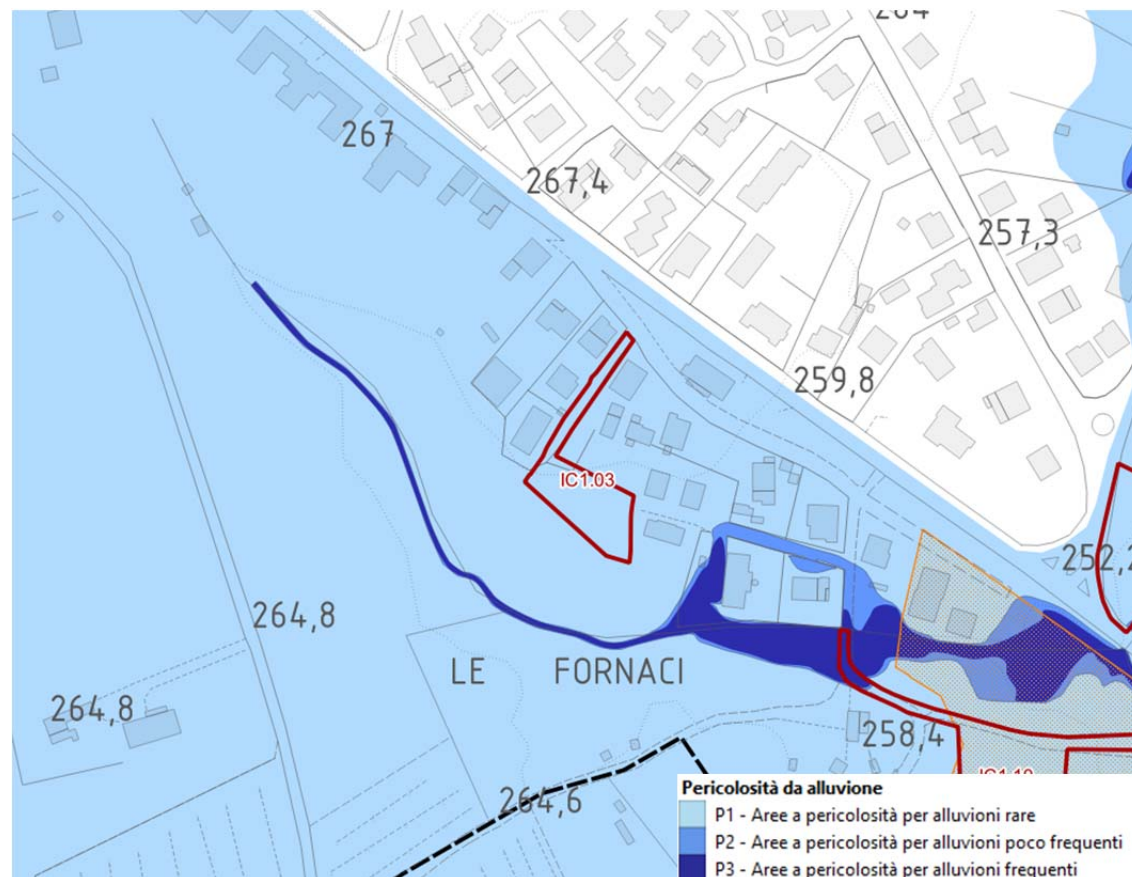 267
267,4
257,3
259,8
IC1.03
252,2
264,8
LE FORNACI
264,8
258,4
264,6
Pericolosità da alluvione
P1 - Aree a pericolosità per alluvioni rare
P2 - Aree a pericolosità per alluvioni poco frequenti
P3 - Aree a pericolosità per alluvioni frequenti